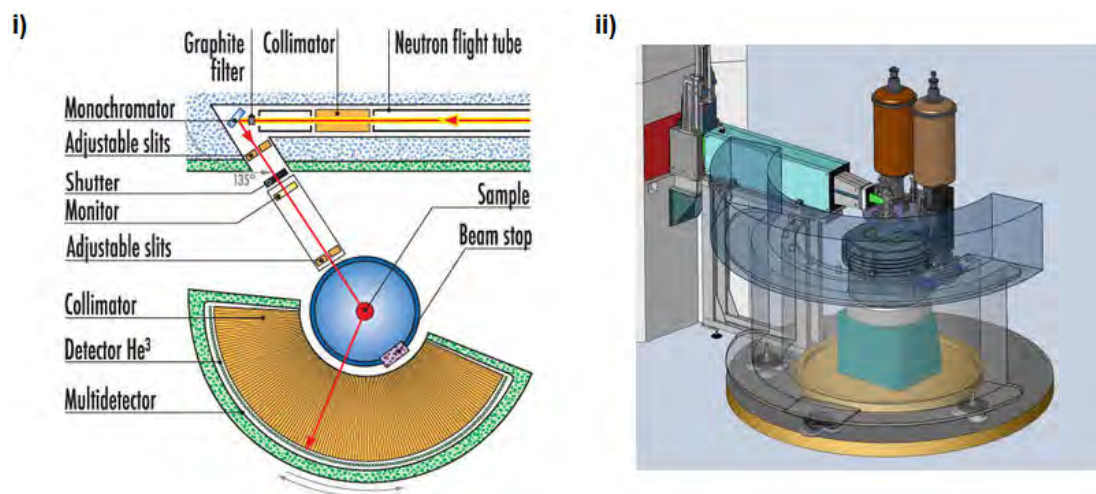 i)
Graphite
filter
Collimator
Neutron flight tube
Monochromator
Adjustable slits
Shutter
135°
Monitor
Adjustable slits
Sample
Beam stop
Collimator
Detector He³
Multidetector
ii)